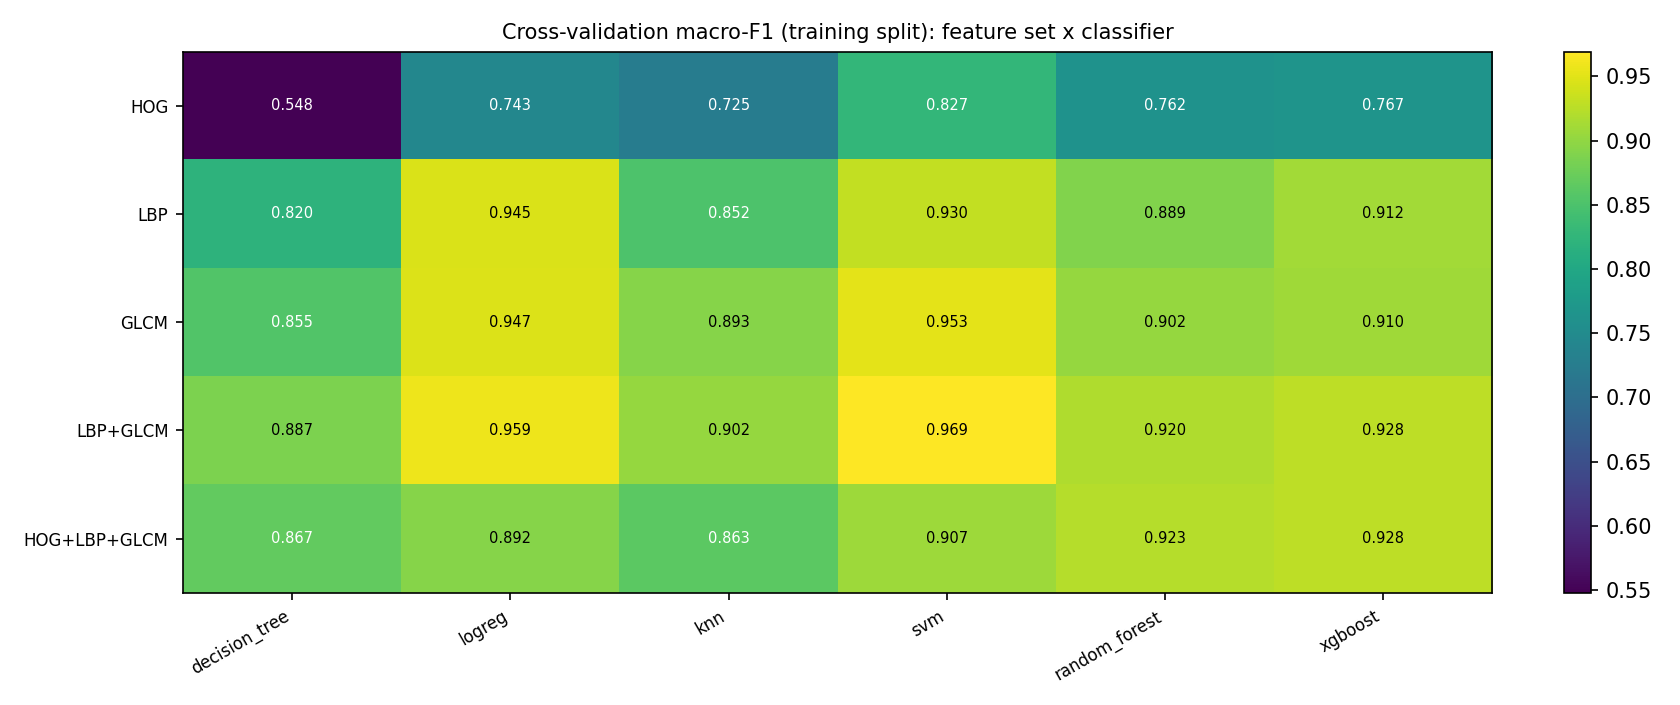 Cross-validation macro-F1 (training split): feature set x classifier
HOG 0.548 0.743 0.725 0.827 0.762 0.767
LBP 0.820 0.945 0.852 0.930 0.889 0.912
GLCM 0.855 0.947 0.893 0.953 0.902 0.910
LBP+GLCM 0.887 0.959 0.902 0.969 0.920 0.928
HOG+LBP+GLCM 0.867 0.892 0.863 0.907 0.923 0.928
decision_tree logreg knn svm random_forest xgboost
0.95
0.90
0.85
0.80
0.75
0.70
0.65
0.60
0.55